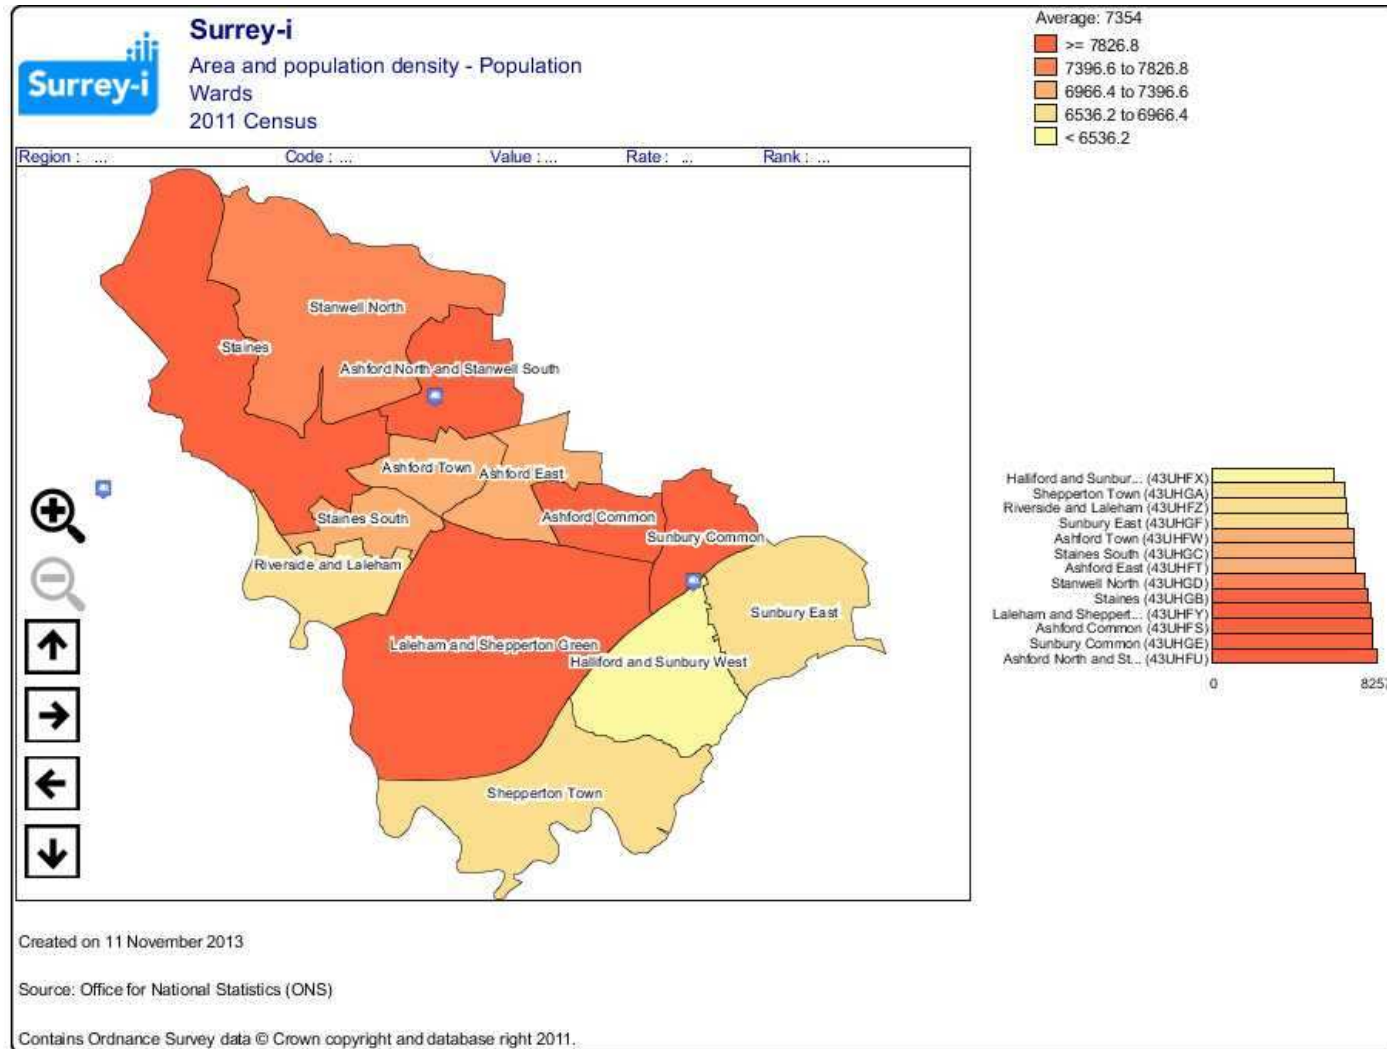 Surrey-i
Surrey-i
Area and population density - Population
Wards
2011 Census
Average: 7354
>= 7826.8
7396.6 to 7826.8
6966.4 to 7396.6
6536.2 to 6966.4
< 6536.2
Region : ... Code : ... Value : ... Rate : ... Rank : ...
Stanwell North
Staines
Ashford North and Stanwell South
Ashford Town
Ashford East
Staines South
Ashford Common
Sunbury Common
Riverside and Laleham
Sunbury East
Laleham and Shepperton Green
Halliford and Sunbury West
Shepperton Town
Halliford and Sunbur... (43UHFX)
Shepperton Town (43UHGA)
Riverside and Laleham (43UHFZ)
Sunbury East (43UHGF)
Ashford Town (43UHFW)
Staines South (43UHGC)
Ashford East (43UHFT)
Stanwell North (43UHGD)
Staines (43UHGB)
Laleham and Sheppert... (43UHFY)
Ashford Common (43UHFS)
Sunbury Common (43UHGE)
Ashford North and St... (43UHFU)
0
Created on 11 November 2013
Source: Office for National Statistics (ONS)
Contains Ordnance Survey data © Crown copyright and database right 2011.